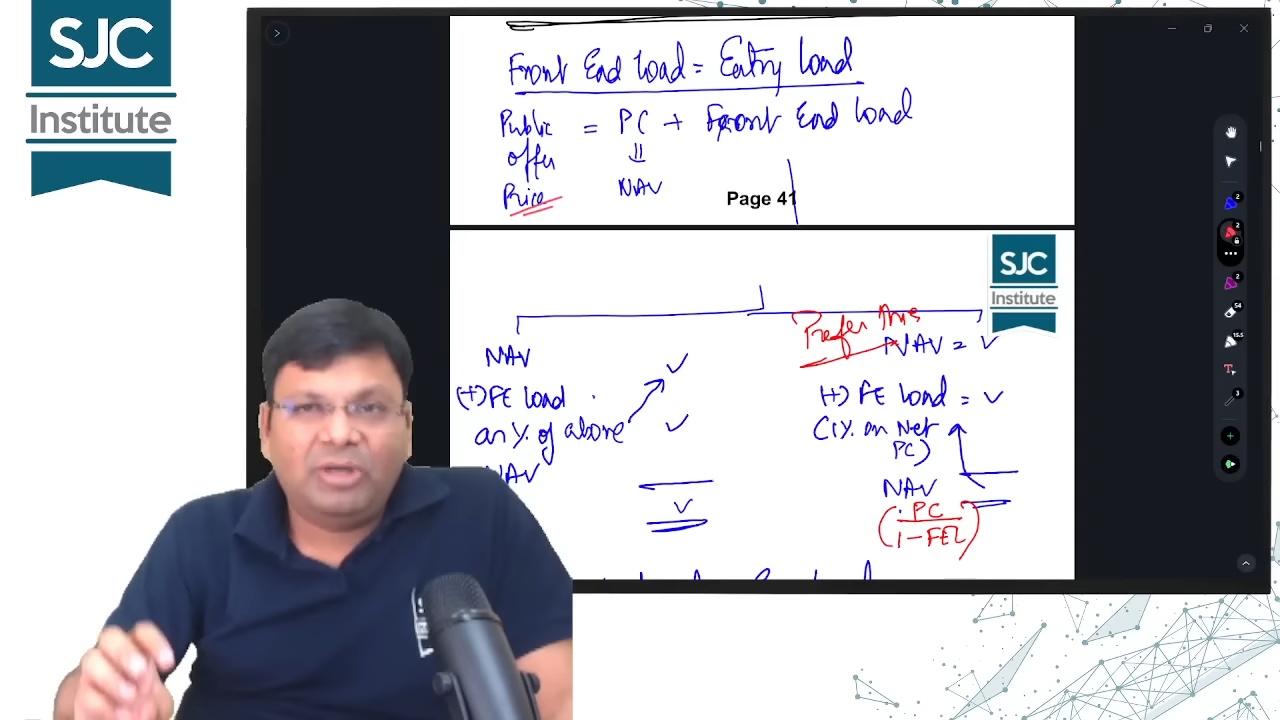 SJC
Institute
Front End Load = Entry Load
Public offer Price = PC + Front End Load
||
NAV
Page 41
SJC
Institute
NAV
(+) FE Load
an % of above
NAV
Prefer this
NAV =
(+) FE Load =
(1% on Net
PC)
NAV
(PC
1 - FEL)